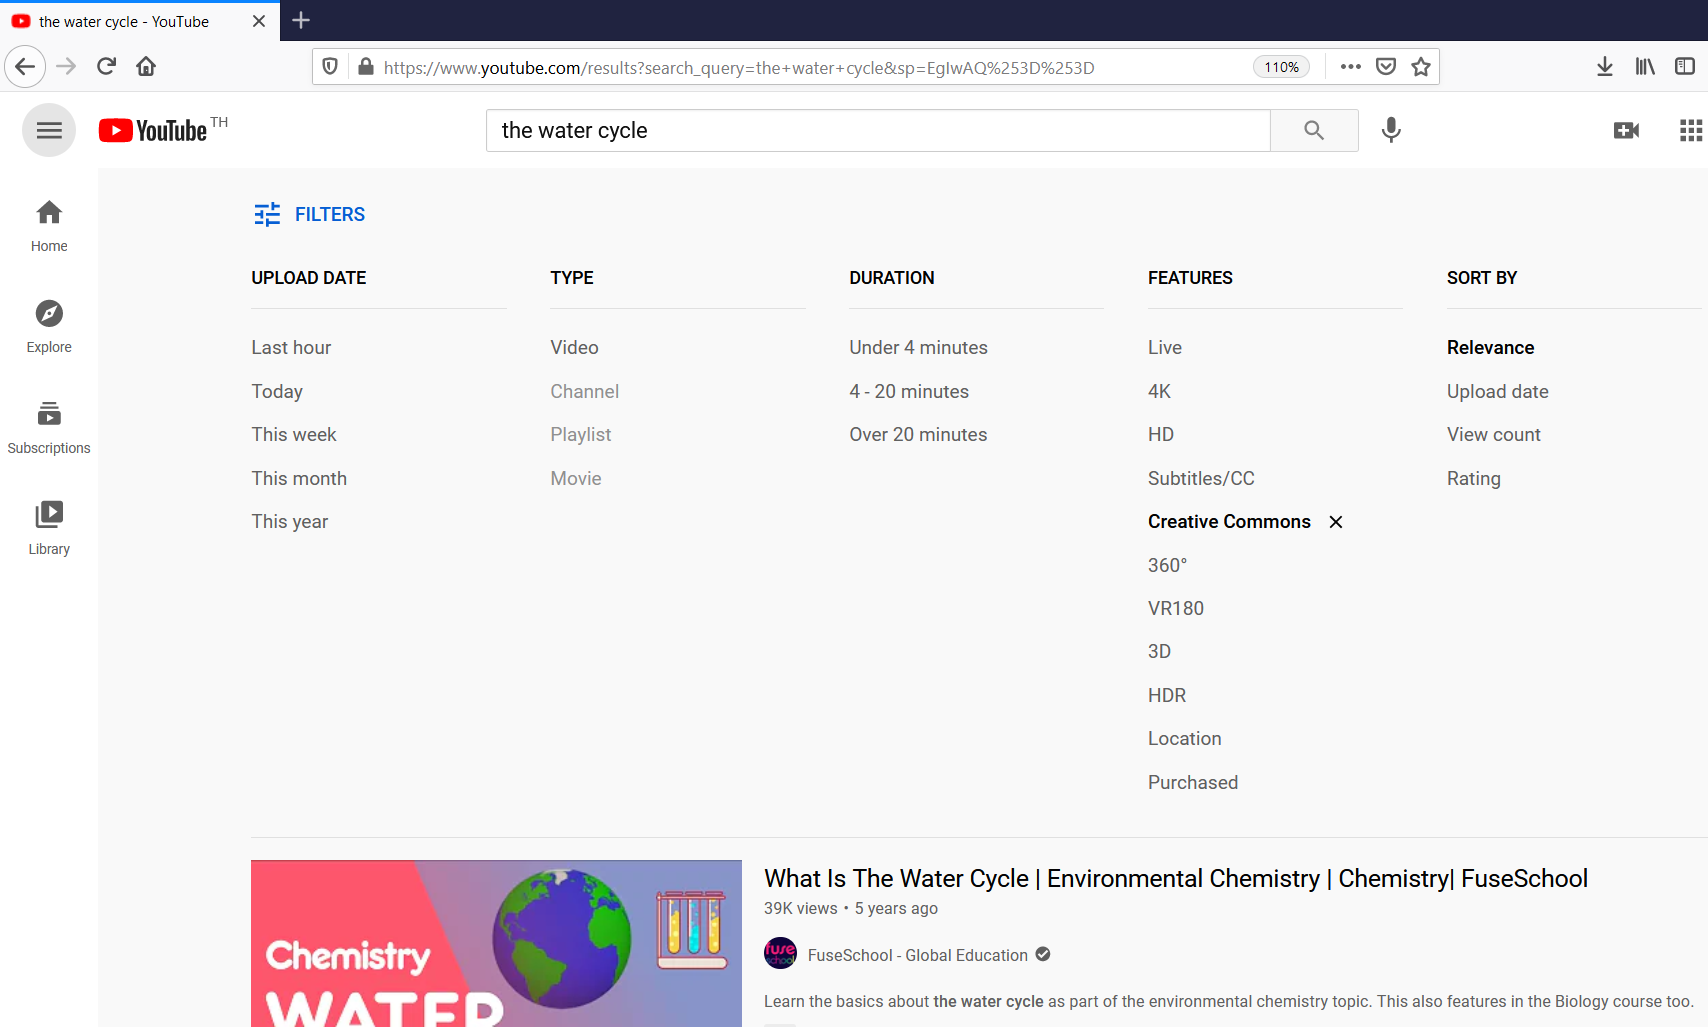 the water cycle - YouTube
https://www.youtube.com/results?search_query=the+water+cycle&sp=EgIwAQ%253D%253D
110%
YouTube TH
the water cycle
Home
Explore
Subscriptions
Library
FILTERS
UPLOAD DATE
Last hour
Today
This week
This month
This year
TYPE
Video
Channel
Playlist
Movie
DURATION
Under 4 minutes
4 - 20 minutes
Over 20 minutes
FEATURES
Live
4K
HD
Subtitles/CC
Creative Commons
360°
VR180
3D
HDR
Location
Purchased
SORT BY
Relevance
Upload date
View count
Rating
Chemistry
WATER
What Is The Water Cycle | Environmental Chemistry | Chemistry| FuseSchool
39K views • 5 years ago
fuse
school
FuseSchool - Global Education
Learn the basics about the water cycle as part of the environmental chemistry topic. This also features in the Biology course too.